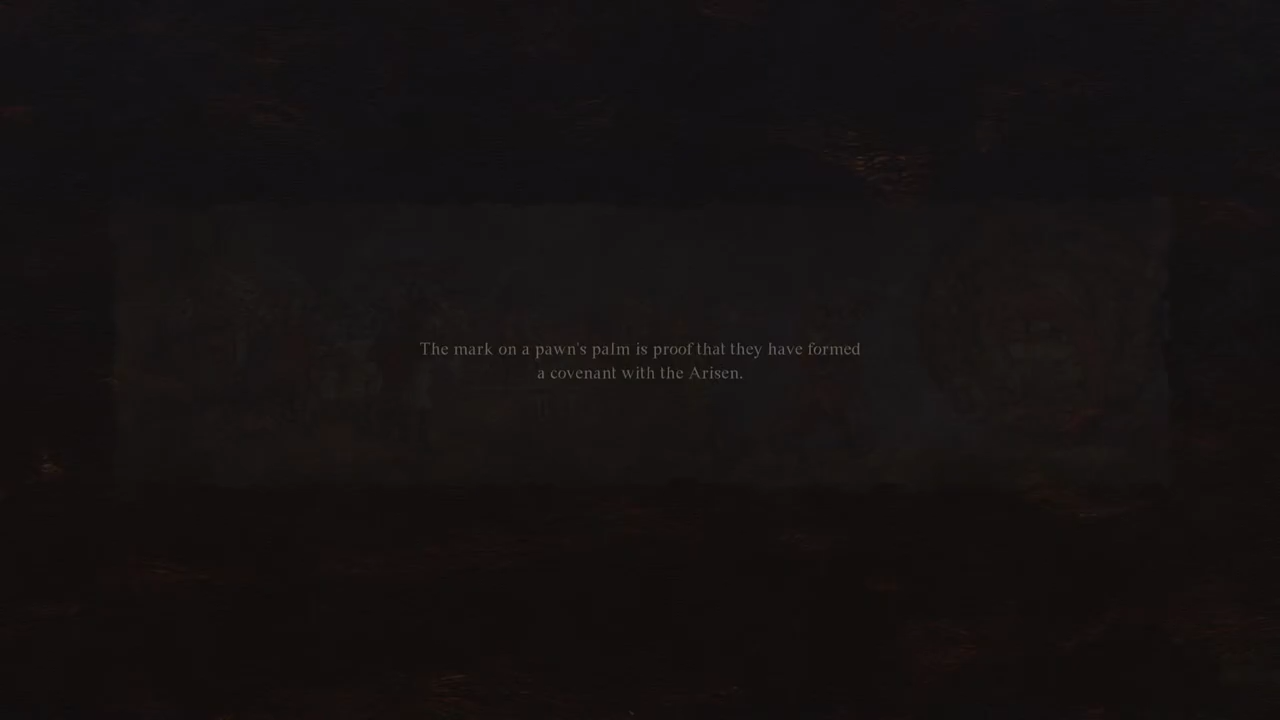 The mark on a pawn's palm is proof that they have formed
a covenant with the Arisen.